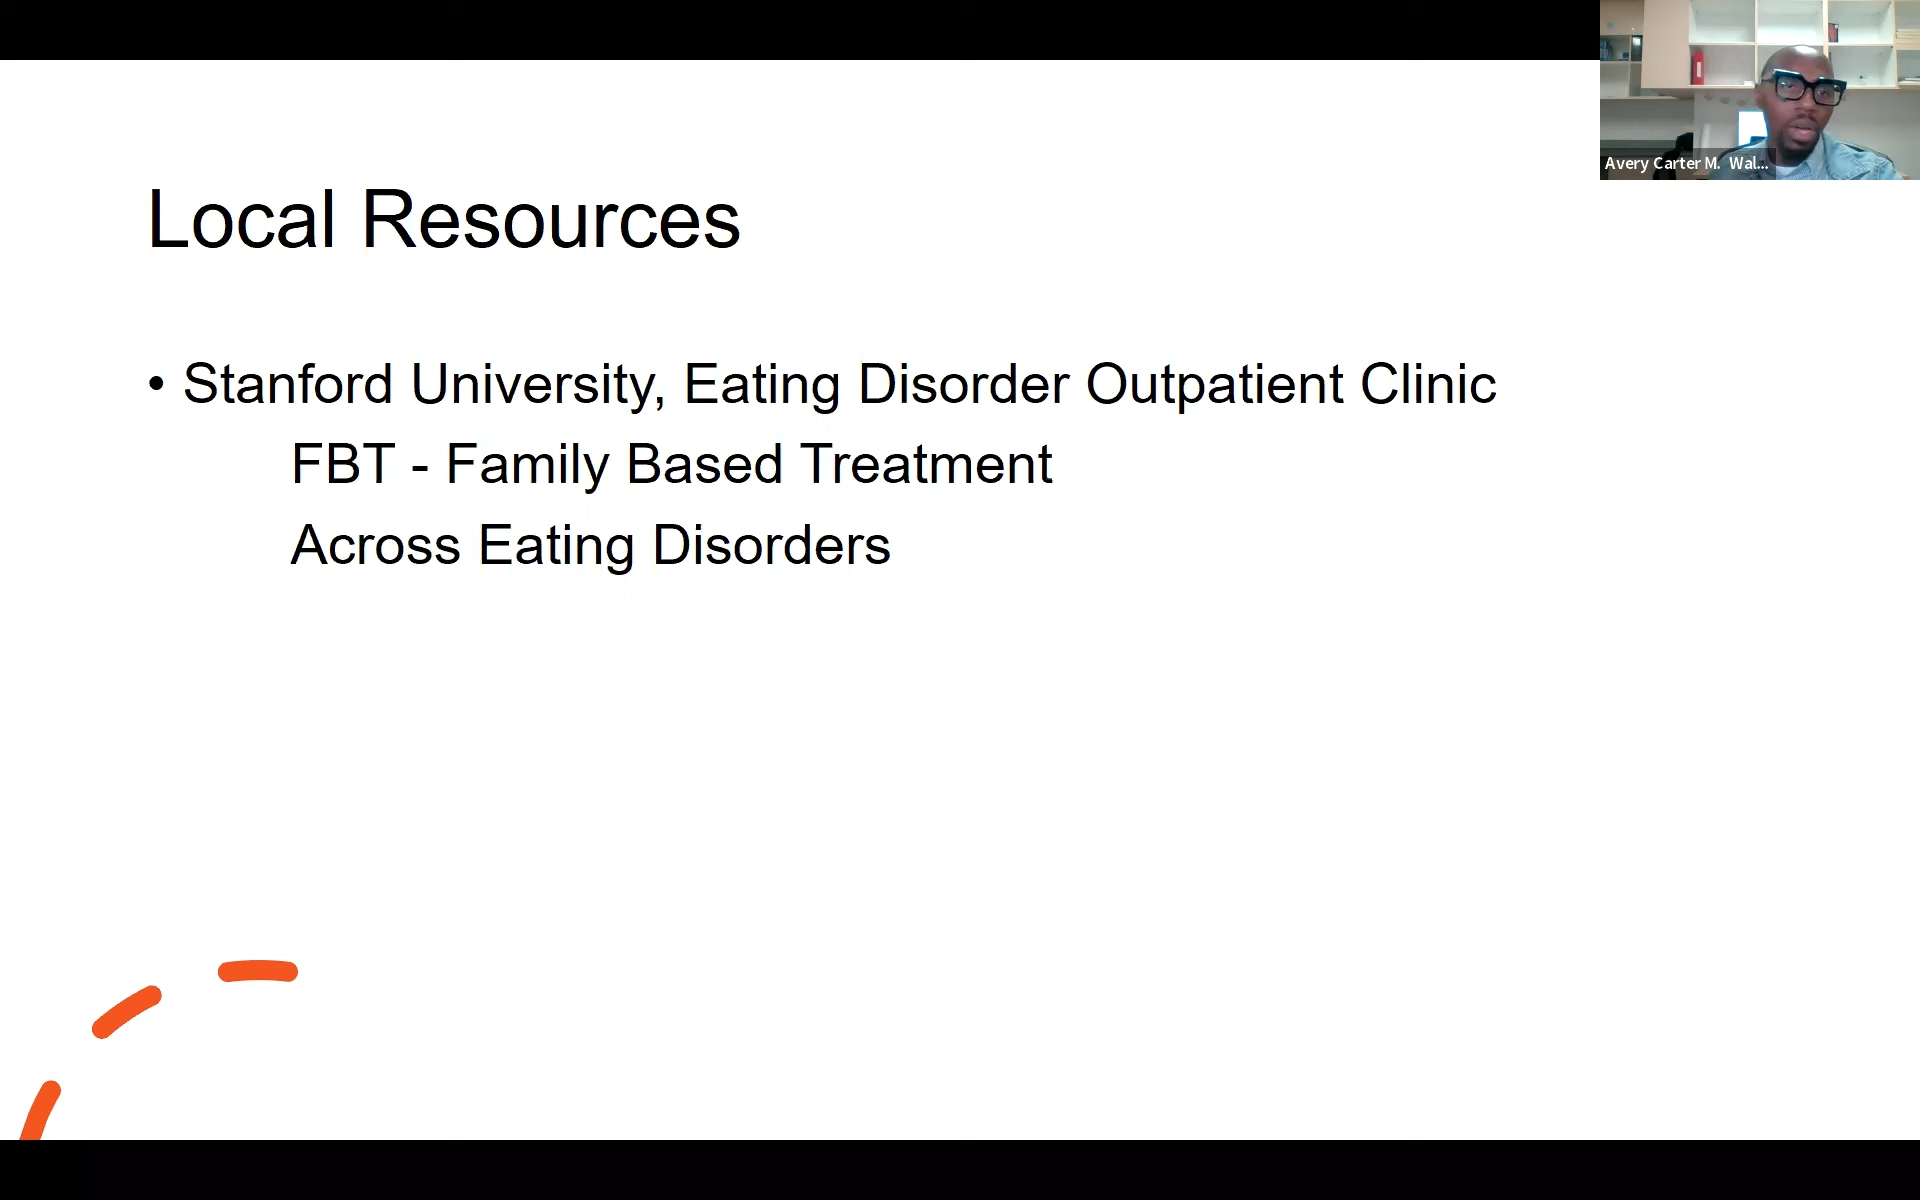 Local Resources
• Stanford University, Eating Disorder Outpatient Clinic
FBT - Family Based Treatment
Across Eating Disorders
Avery Carter M. Wal...